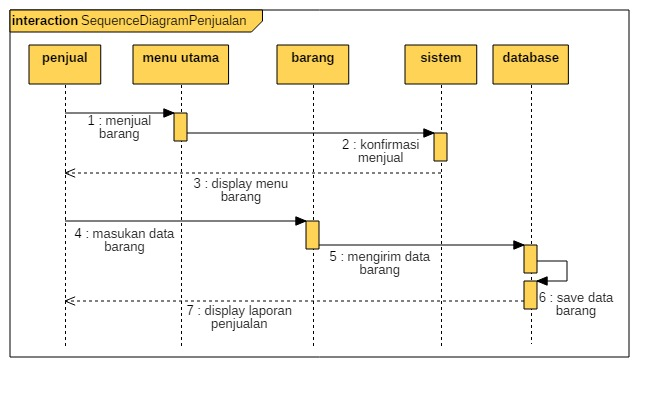 interaction SequenceDiagramPenjualan
penjual
menu utama
barang
sistem
database
1 : menjual
barang
2 : konfirmasi
menjual
3 : display menu
barang
4 : masukan data
barang
5 : mengirim data
barang
6 : save data
barang
7 : display laporan
penjualan